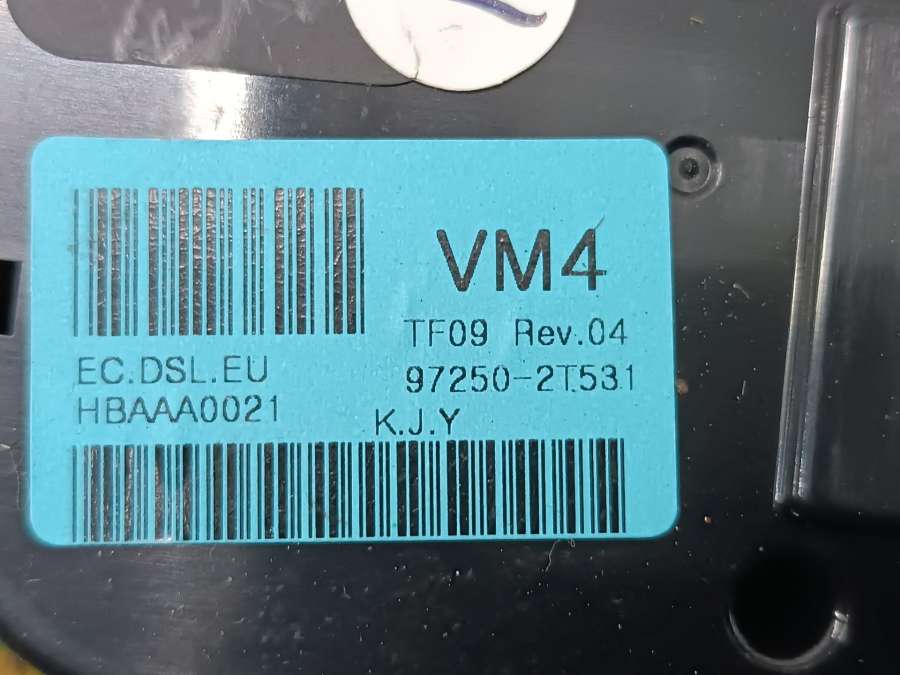 VM4
TF09 Rev.04
EC.DSL.EU
97250-2T531
HBAAA0021
K.J.Y